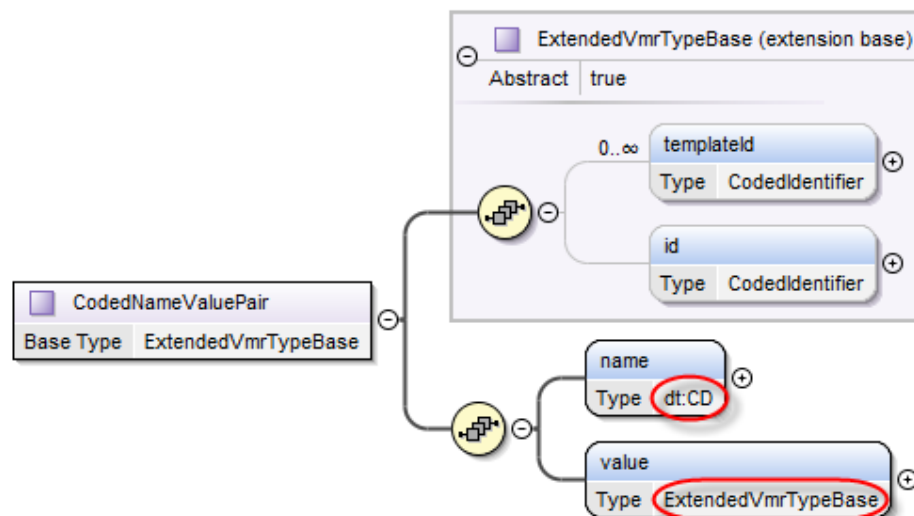 ExtendedVmrTypeBase (extension base)
Abstract true
0..∞ templateId
Type CodedIdentifier
id
Type CodedIdentifier
CodedNameValuePair
Base Type ExtendedVmrTypeBase
name
Type dt:CD
value
Type ExtendedVmrTypeBase